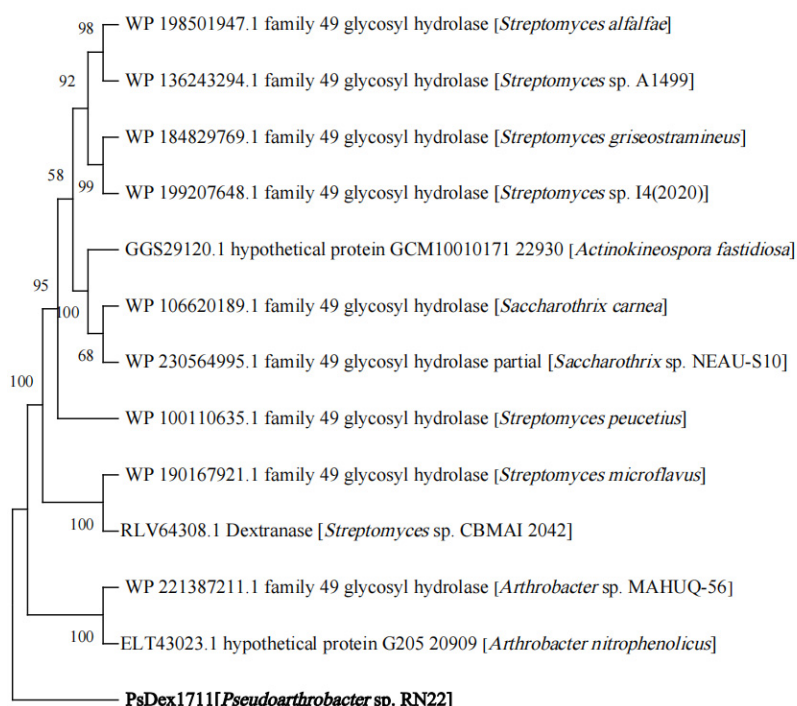 98
WP 198501947.1 family 49 glycosyl hydrolase [Streptomyces alfalfae]
92
WP 136243294.1 family 49 glycosyl hydrolase [Streptomyces sp. A1499]
WP 184829769.1 family 49 glycosyl hydrolase [Streptomyces griseostramineus]
58
99
WP 199207648.1 family 49 glycosyl hydrolase [Streptomyces sp. I4(2020)]
GGS29120.1 hypothetical protein GCM10010171 22930 [Actinokineospora fastidiosa]
95
100
WP 106620189.1 family 49 glycosyl hydrolase [Saccharothrix carnea]
68
WP 230564995.1 family 49 glycosyl hydrolase partial [Saccharothrix sp. NEAU-S10]
100
WP 100110635.1 family 49 glycosyl hydrolase [Streptomyces peucetius]
WP 190167921.1 family 49 glycosyl hydrolase [Streptomyces microflavus]
100
RLV64308.1 Dextranase [Streptomyces sp. CBMAI 2042]
WP 221387211.1 family 49 glycosyl hydrolase [Arthrobacter sp. MAHUQ-56]
100
ELT43023.1 hypothetical protein G205 20909 [Arthrobacter nitrophenolicus]
PsDex1711[Pseudoarthrobacter sp. RN22]